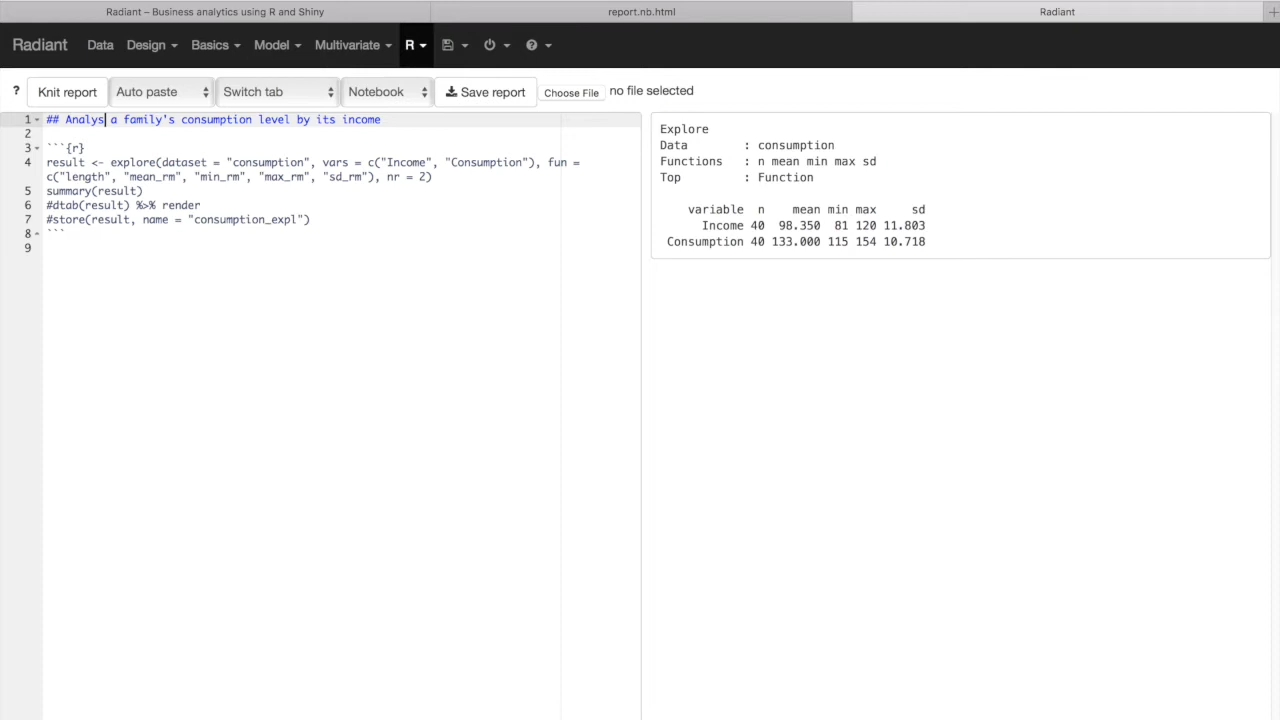 Radiant – Business analytics using R and Shiny
report.nb.html
Radiant
+
Radiant Data Design Basics Model Multivariate R ?
? Knit report Auto paste Switch tab Notebook Save report Choose File no file selected
1 ## Analys a family's consumption level by its income
2
3 ```{r}
4 result <- explore(dataset = "consumption", vars = c("Income", "Consumption"), fun =
c("length", "mean_rm", "min_rm", "max_rm", "sd_rm"), nr = 2)
5 summary(result)
6 #dtab(result) %>% render
7 #store(result, name = "consumption_expl")
8 ```
9
Explore
Data : consumption
Functions : n mean min max sd
Top : Function
variable n mean min max sd
Income 40 98.350 81 120 11.803
Consumption 40 133.000 115 154 10.718